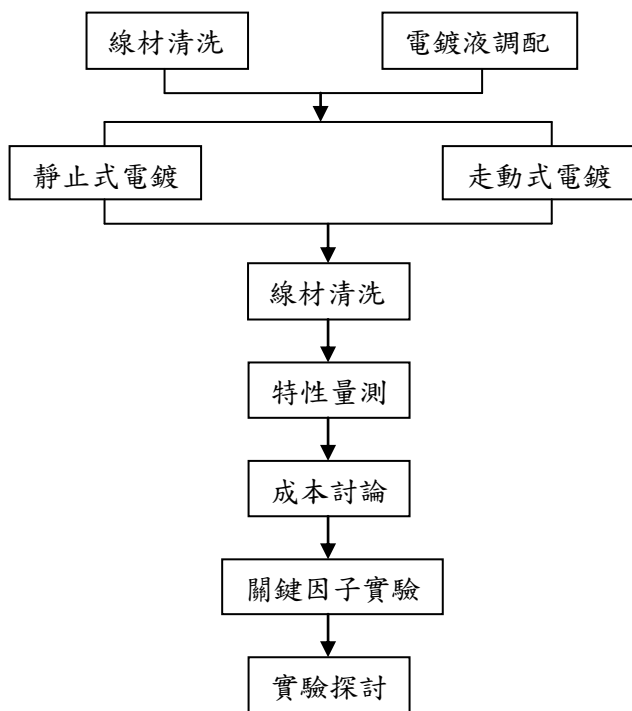 線材清洗
電鍍液調配
靜止式電鍍
走動式電鍍
線材清洗
特性量測
成本討論
關鍵因子實驗
實驗探討